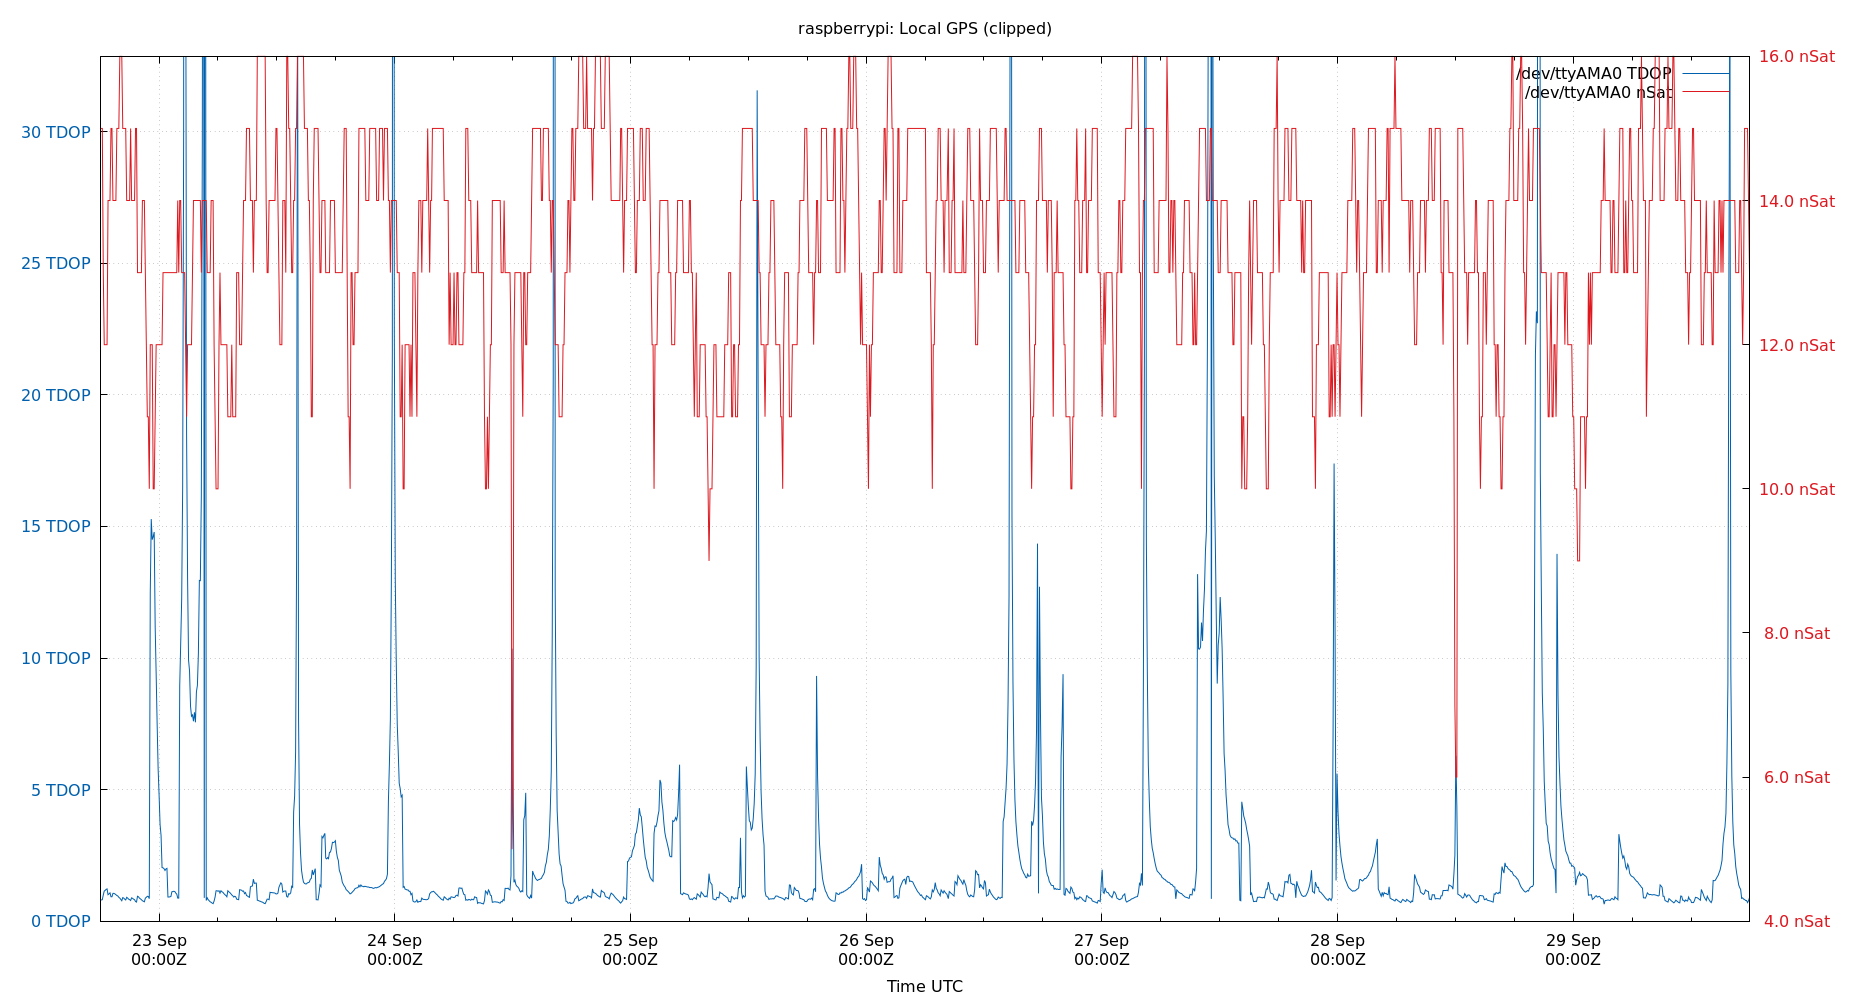 raspberrypi: Local GPS (clipped)
/dev/ttyAMA0 TDOP
/dev/ttyAMA0 nSat
30 TDOP
25 TDOP
20 TDOP
15 TDOP
10 TDOP
5 TDOP
0 TDOP
16.0 nSat
14.0 nSat
12.0 nSat
10.0 nSat
8.0 nSat
6.0 nSat
4.0 nSat
23 Sep
00:00Z
24 Sep
00:00Z
25 Sep
00:00Z
26 Sep
00:00Z
27 Sep
00:00Z
28 Sep
00:00Z
29 Sep
00:00Z
Time UTC